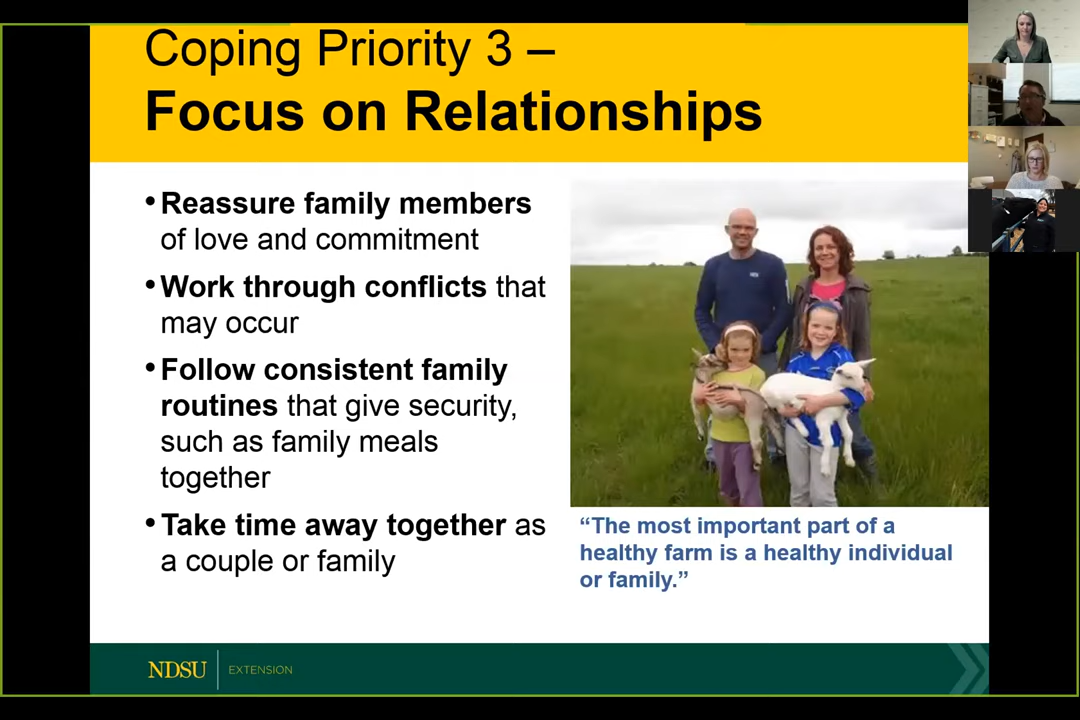 Coping Priority 3 –
Focus on Relationships
•Reassure family members
of love and commitment
•Work through conflicts that
may occur
•Follow consistent family
routines that give security,
such as family meals
together
•Take time away together as
a couple or family
“The most important part of a
healthy farm is a healthy individual
or family.”
NDSU EXTENSION